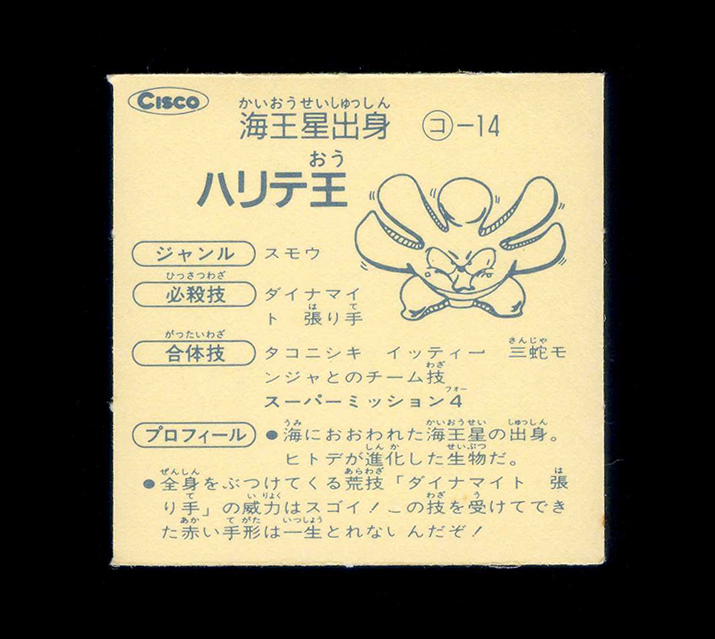 Cisco
かいおうせいしゅっしん
海王星出身 コ-14
おう
ハリテ王
ジャンル スモウ
ひっさつわざ
必殺技 ダイナマイ
は て
ト 張り手
がったいわざ さんじゃ
合体技 タコニシキ イッティー 三蛇モ
わざ
ンジャとのチーム技
フォー
スーパーミッション4
うみ かいおうせい しゅっしん
プロフィール ●海におおわれた海王星の出身。
しんか せいぶつ
ヒトデが進化した生物だ。
ぜんしん あらわざ は
●全身をぶつけてくる荒技「ダイナマイト 張
て いりょく わざ う
り手」の威力はスゴイ!この技を受けてでき
あか てがた いっしょう
た赤い手形は一生とれないんだぞ!